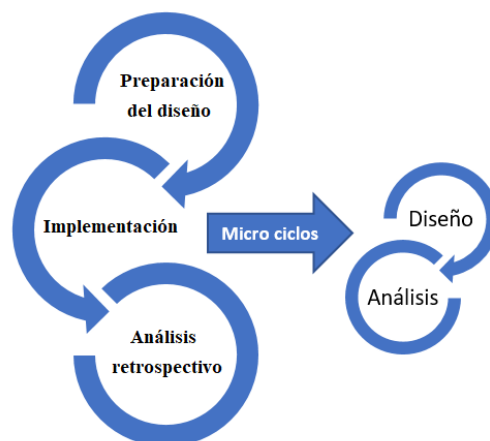 Preparación
del diseño
Implementación
Micro ciclos
Diseño
Análisis
Análisis
retrospectivo